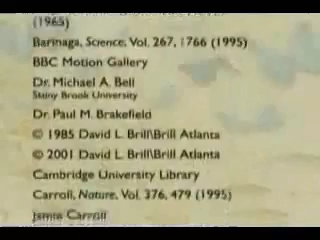 (1965)
Barinaga, Science, Vol. 267, 1766 (1995)
BBC Motion Gallery
Dr. Michael A. Bell
Stony Brook University
Dr. Paul M. Brakefield
© 1985 David L. Brill\Brill Atlanta
© 2001 David L. Brill\Brill Atlanta
Cambridge University Library
Carroll, Nature, Vol. 376, 479 (1995)
Jamie Carroll